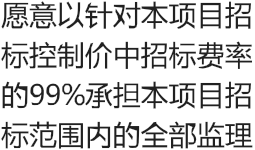 愿意以针对本项目招
标控制价中招标费率
的99%承担本项目招
标范围内的全部监理